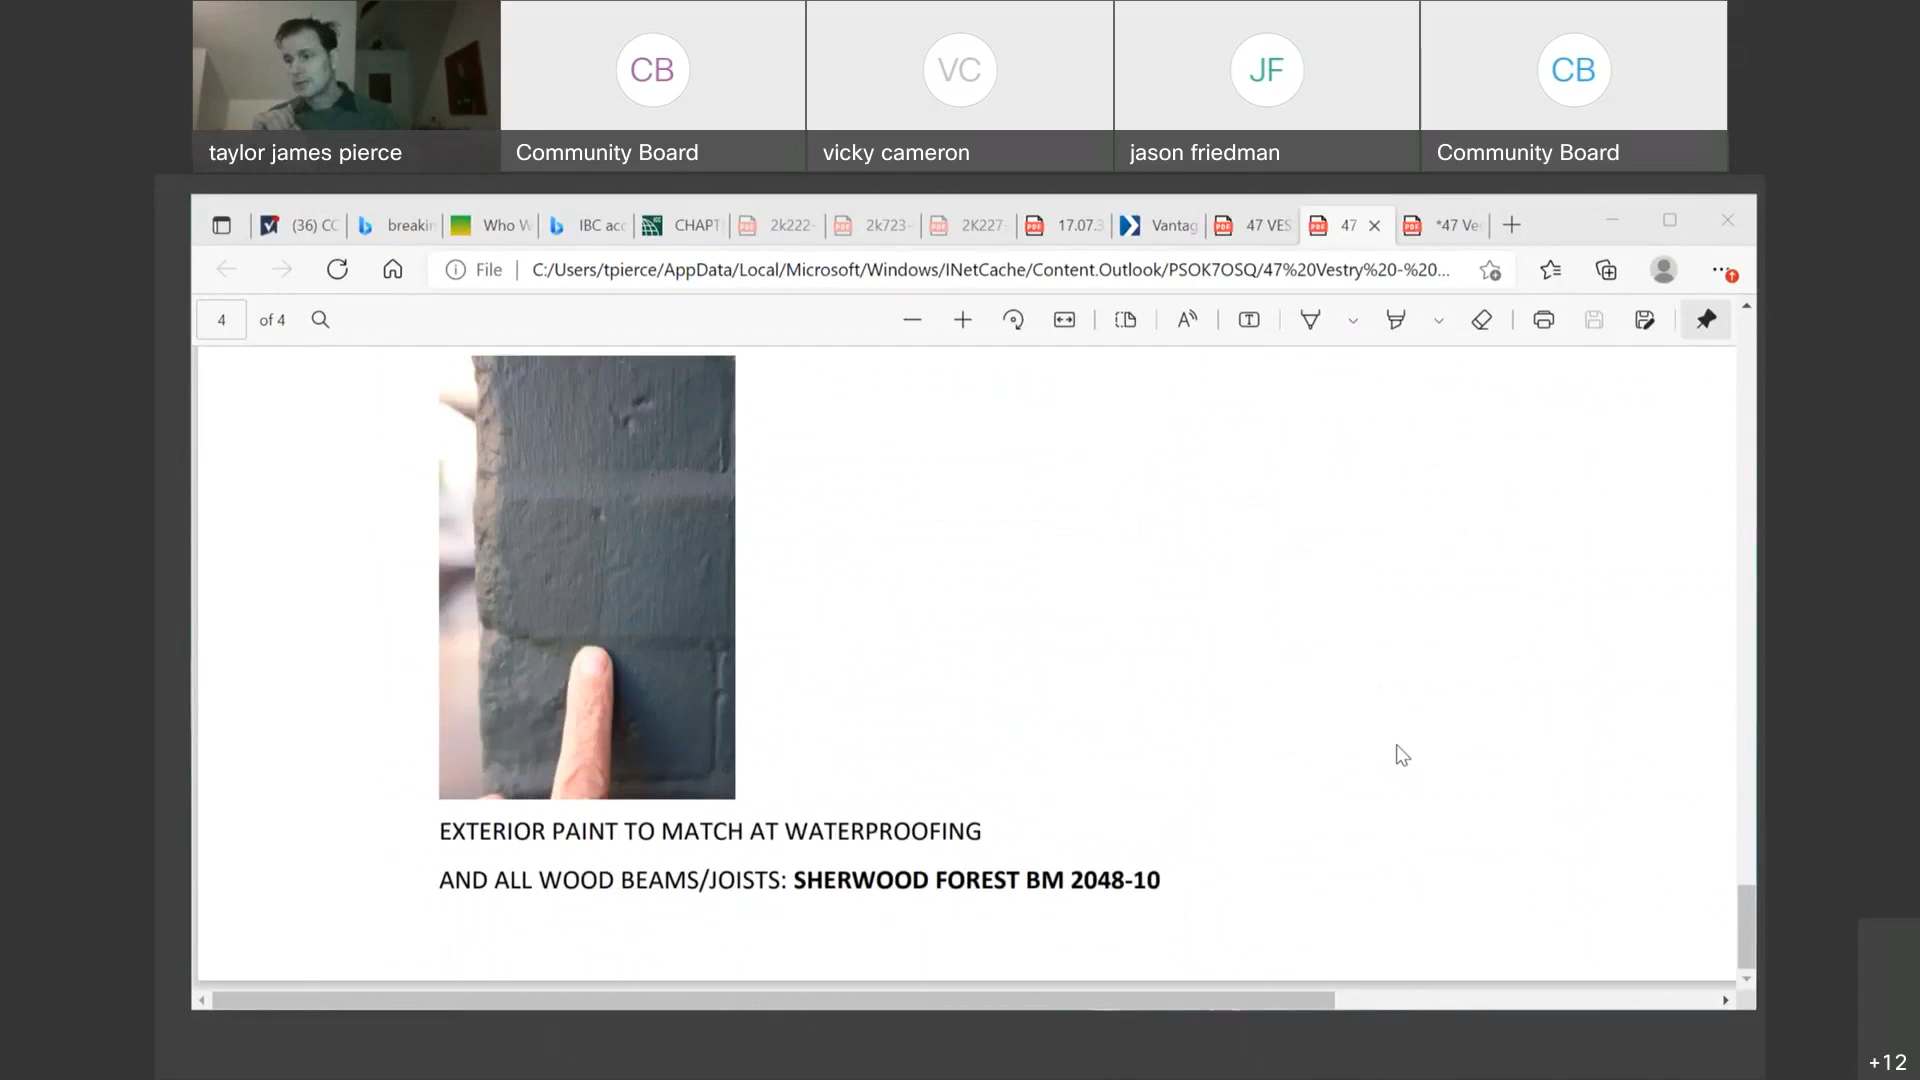 CB
VC
JF
CB
taylor james pierce
Community Board
vicky cameron
jason friedman
Community Board
(36) CC
breakin
Who W
IBC acc
CHAPT
2k222-
2k723-
2K227-
17.07.3
Vantag
47 VES
47
*47 Ve
File
C:/Users/tpierce/AppData/Local/Microsoft/Windows/INetCache/Content.Outlook/PSOK7OSQ/47%20Vestry%20-%20...
4 of 4
EXTERIOR PAINT TO MATCH AT WATERPROOFING
AND ALL WOOD BEAMS/JOISTS: SHERWOOD FOREST BM 2048-10
+12